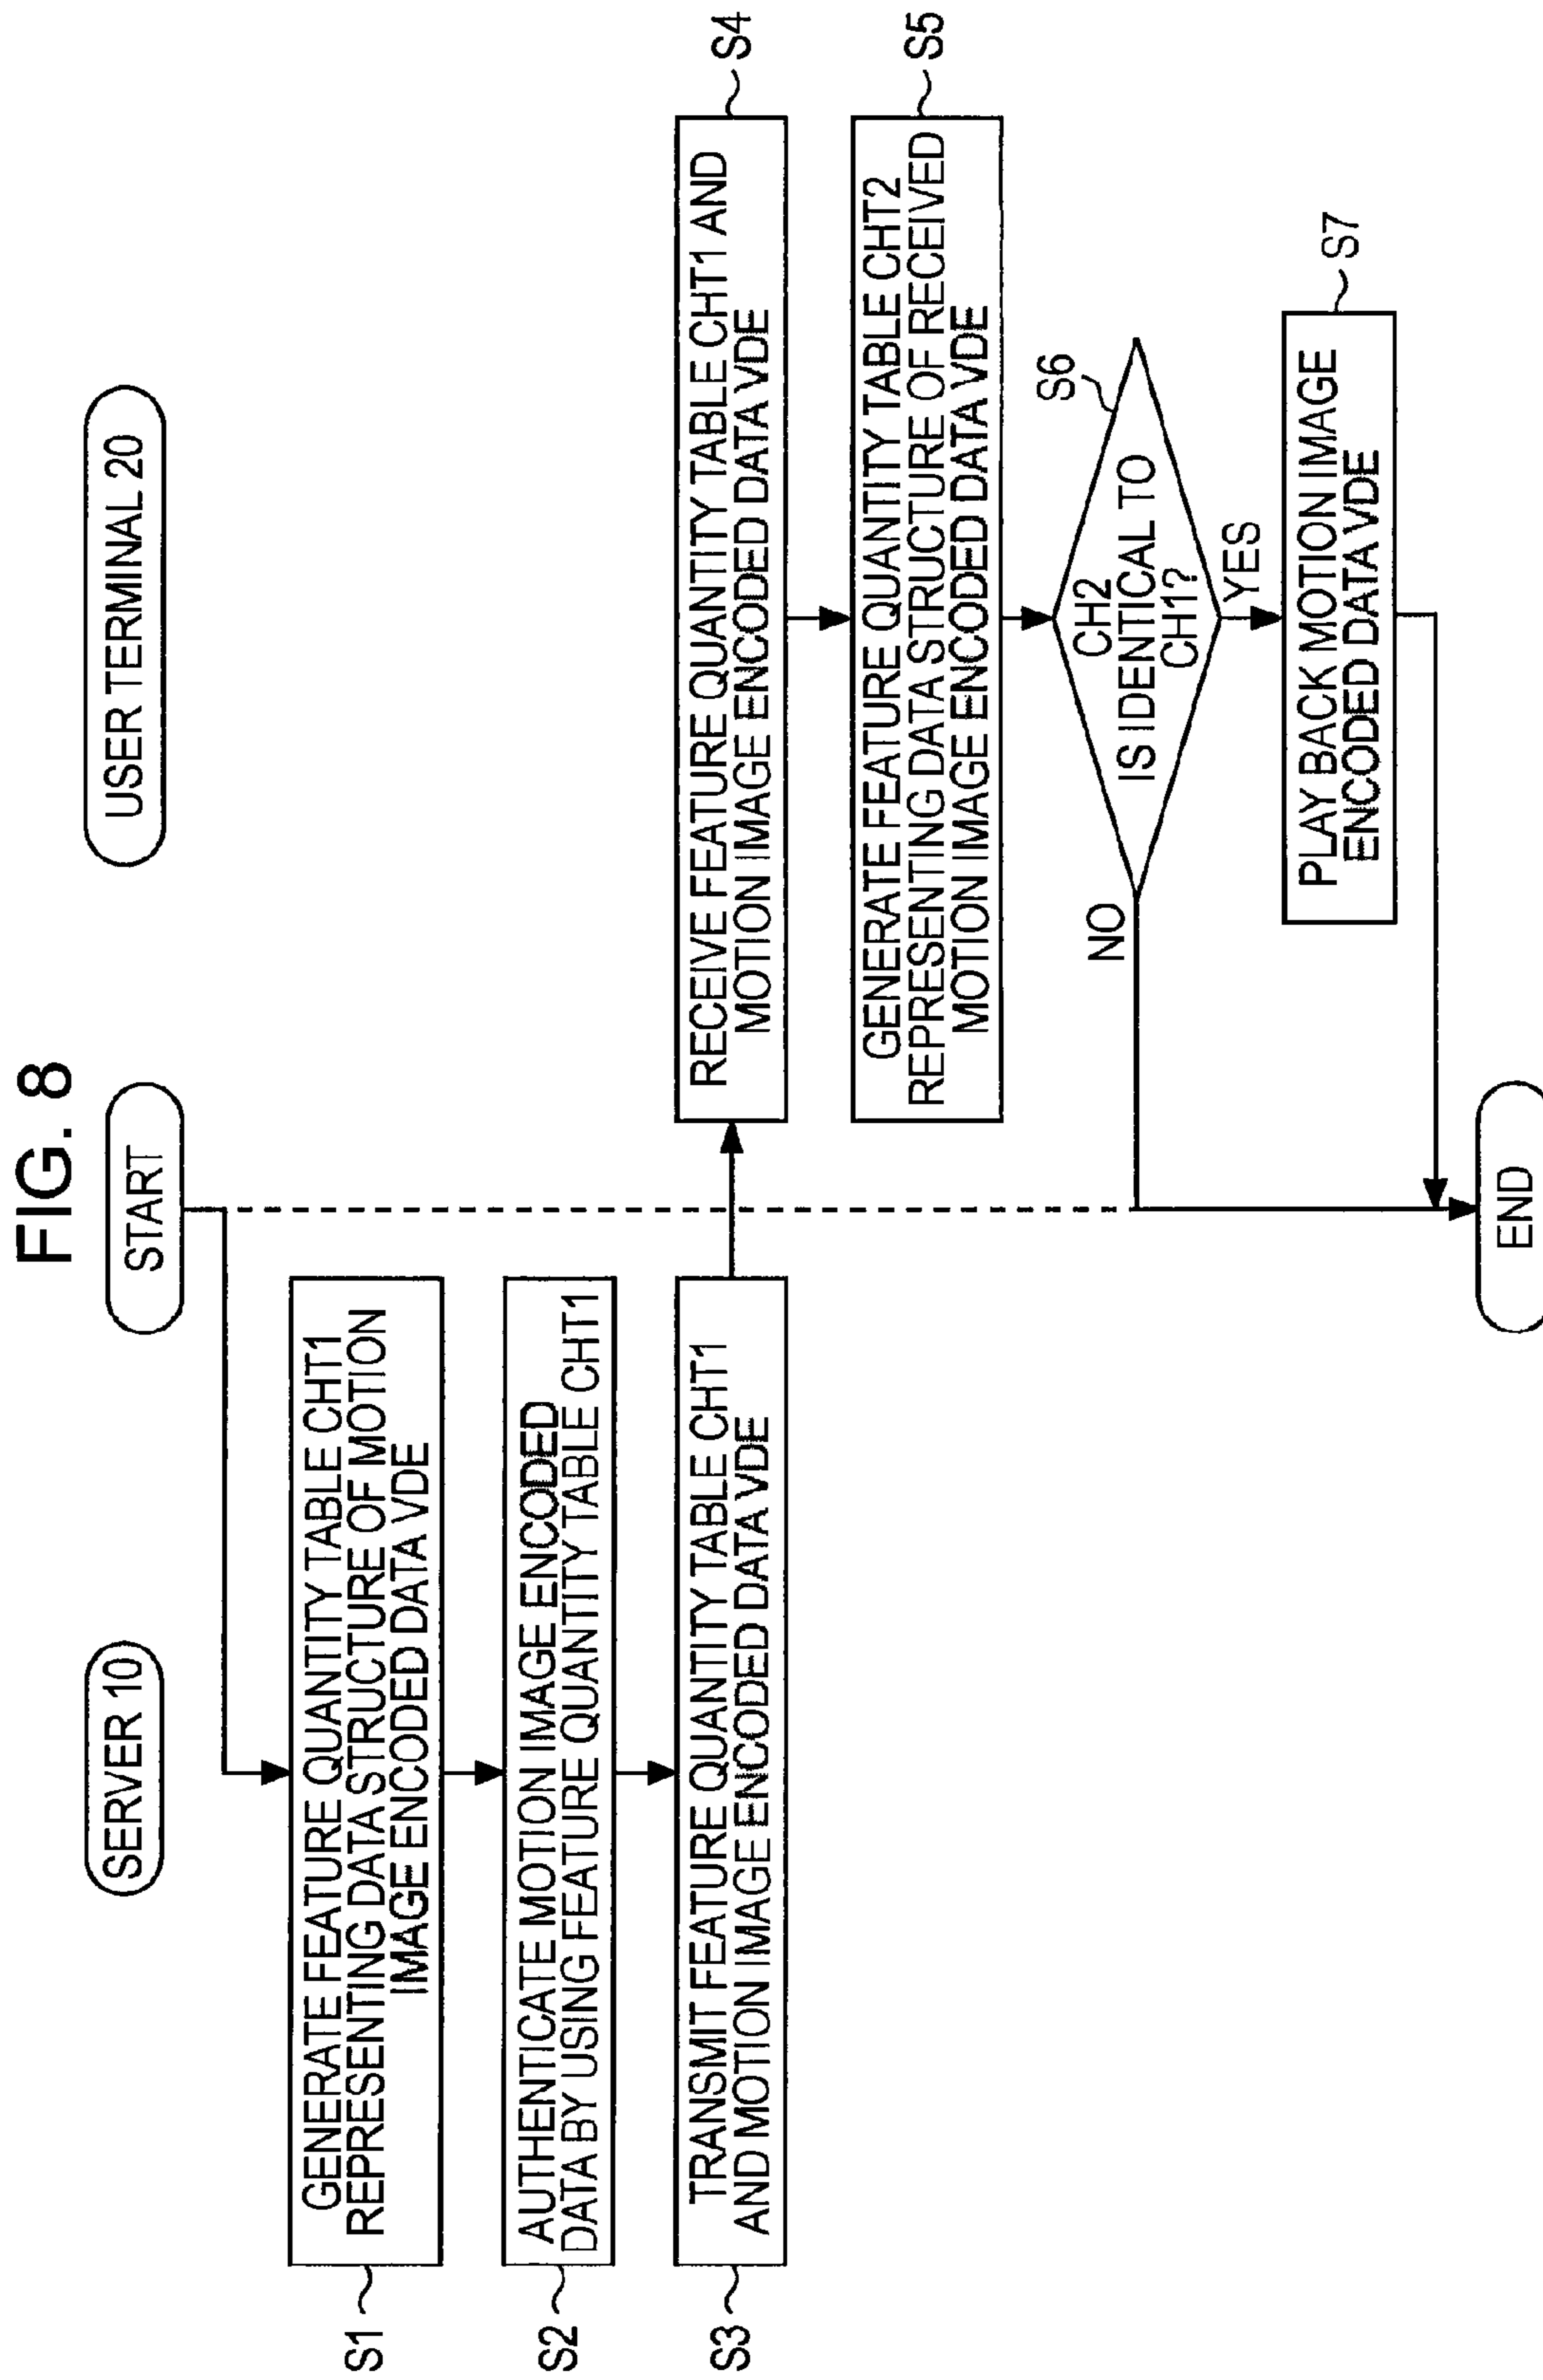 FIG. 8
START
SERVER 10
USER TERMINAL 20
GENERATE FEATURE QUANTITY TABLE CHT1
REPRESENTING DATA STRUCTURE OF MOTION
IMAGE ENCODED DATA VDE
S1
AUTHENTICATE MOTION IMAGE ENCODED
DATA BY USING FEATURE QUANTITY TABLE CHT1
S2
TRANSMIT FEATURE QUANTITY TABLE CHT1
AND MOTION IMAGE ENCODED DATA VDE
S3
RECEIVE FEATURE QUANTITY TABLE CHT1 AND
MOTION IMAGE ENCODED DATA VDE
S4
GENERATE FEATURE QUANTITY TABLE CHT2
REPRESENTING DATA STRUCTURE OF RECEIVED
MOTION IMAGE ENCODED DATA VDE
S5
CH2
IS IDENTICAL TO
CH1?
S6
NO
YES
PLAY BACK MOTION IMAGE
ENCODED DATA VDE
S7
END